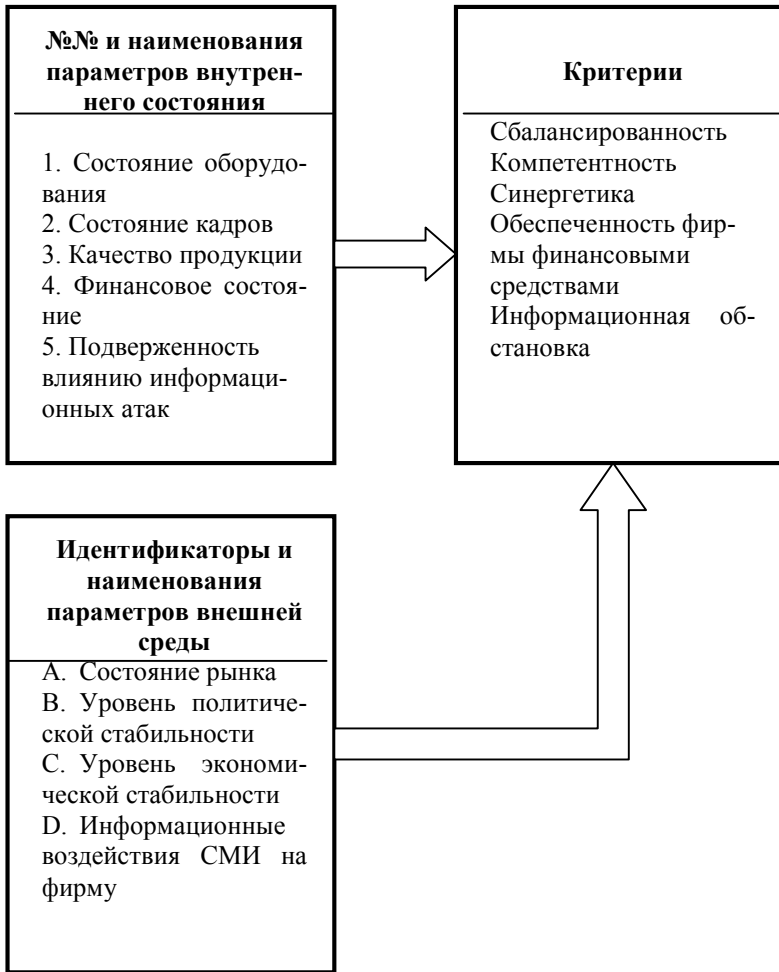 №№ и наименования
параметров внутрен-
него состояния
1. Состояние оборудо-
вания
2. Состояние кадров
3. Качество продукции
4. Финансовое состоя-
ние
5. Подверженность
влиянию информаци-
онных атак
Критерии
Сбалансированность
Компетентность
Синергетика
Обеспеченность фир-
мы финансовыми
средствами
Информационная об-
становка
Идентификаторы и
наименования
параметров внешней
среды
A. Состояние рынка
B. Уровень политиче-
ской стабильности
C. Уровень экономи-
ческой стабильности
D. Информационные
воздействия СМИ на
фирму